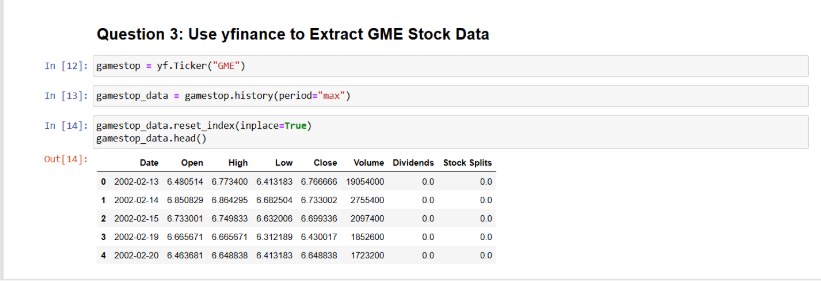 Question 3: Use yfinance to Extract GME Stock Data
In [12]: gamestop = yf.Ticker("GME")
In [13]: gamestop_data = gamestop.history(period="max")
In [14]: gamestop_data.reset_index(inplace=True)
gamestop_data.head()
Out[14]:
Date Open High Low Close Volume Dividends Stock Splits
0 2002-02-13 6.480514 6.773400 6.413183 6.766666 19054000 0.0 0.0
1 2002-02-14 6.850829 6.864295 6.682504 6.733002 2755400 0.0 0.0
2 2002-02-15 6.733001 6.749833 6.632006 6.699336 2097400 0.0 0.0
3 2002-02-19 6.665671 6.665671 6.312189 6.430017 1852600 0.0 0.0
4 2002-02-20 6.463681 6.648838 6.413183 6.648838 1723200 0.0 0.0